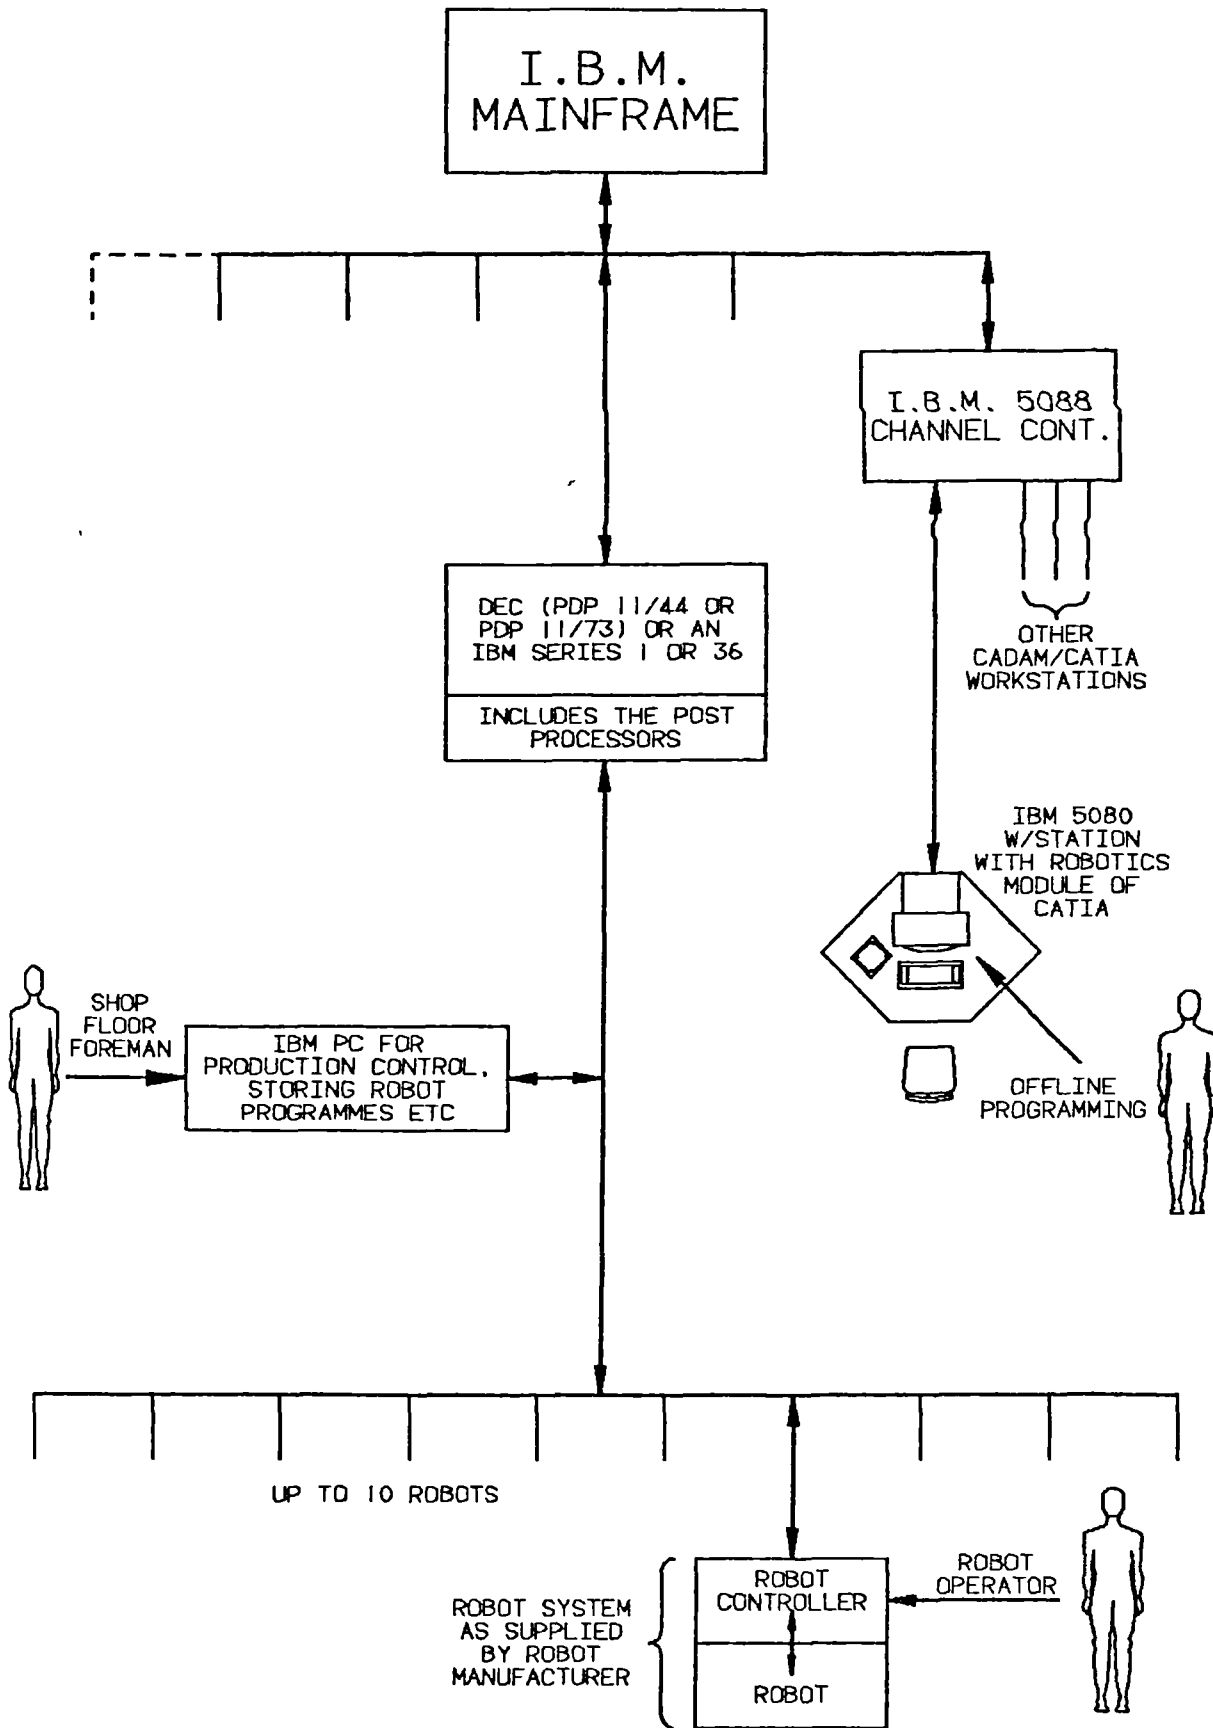 I.B.M.
MAINFRAME
I.B.M. 5088
CHANNEL CONT.
DEC (PDP 11/44 OR
PDP 11/73) OR AN
IBM SERIES 1 OR 36
INCLUDES THE POST
PROCESSORS
OTHER
CADAM/CATIA
WORKSTATIONS
IBM 5080
W/STATION
WITH ROBOTICS
MODULE OF
CATIA
SHOP
FLOOR
FOREMAN
IBM PC FOR
PRODUCTION CONTROL,
STORING ROBOT
PROGRAMMES ETC
OFFLINE
PROGRAMMING
UP TO 10 ROBOTS
ROBOT
CONTROLLER
ROBOT
OPERATOR
ROBOT SYSTEM
AS SUPPLIED
BY ROBOT
MANUFACTURER
ROBOT